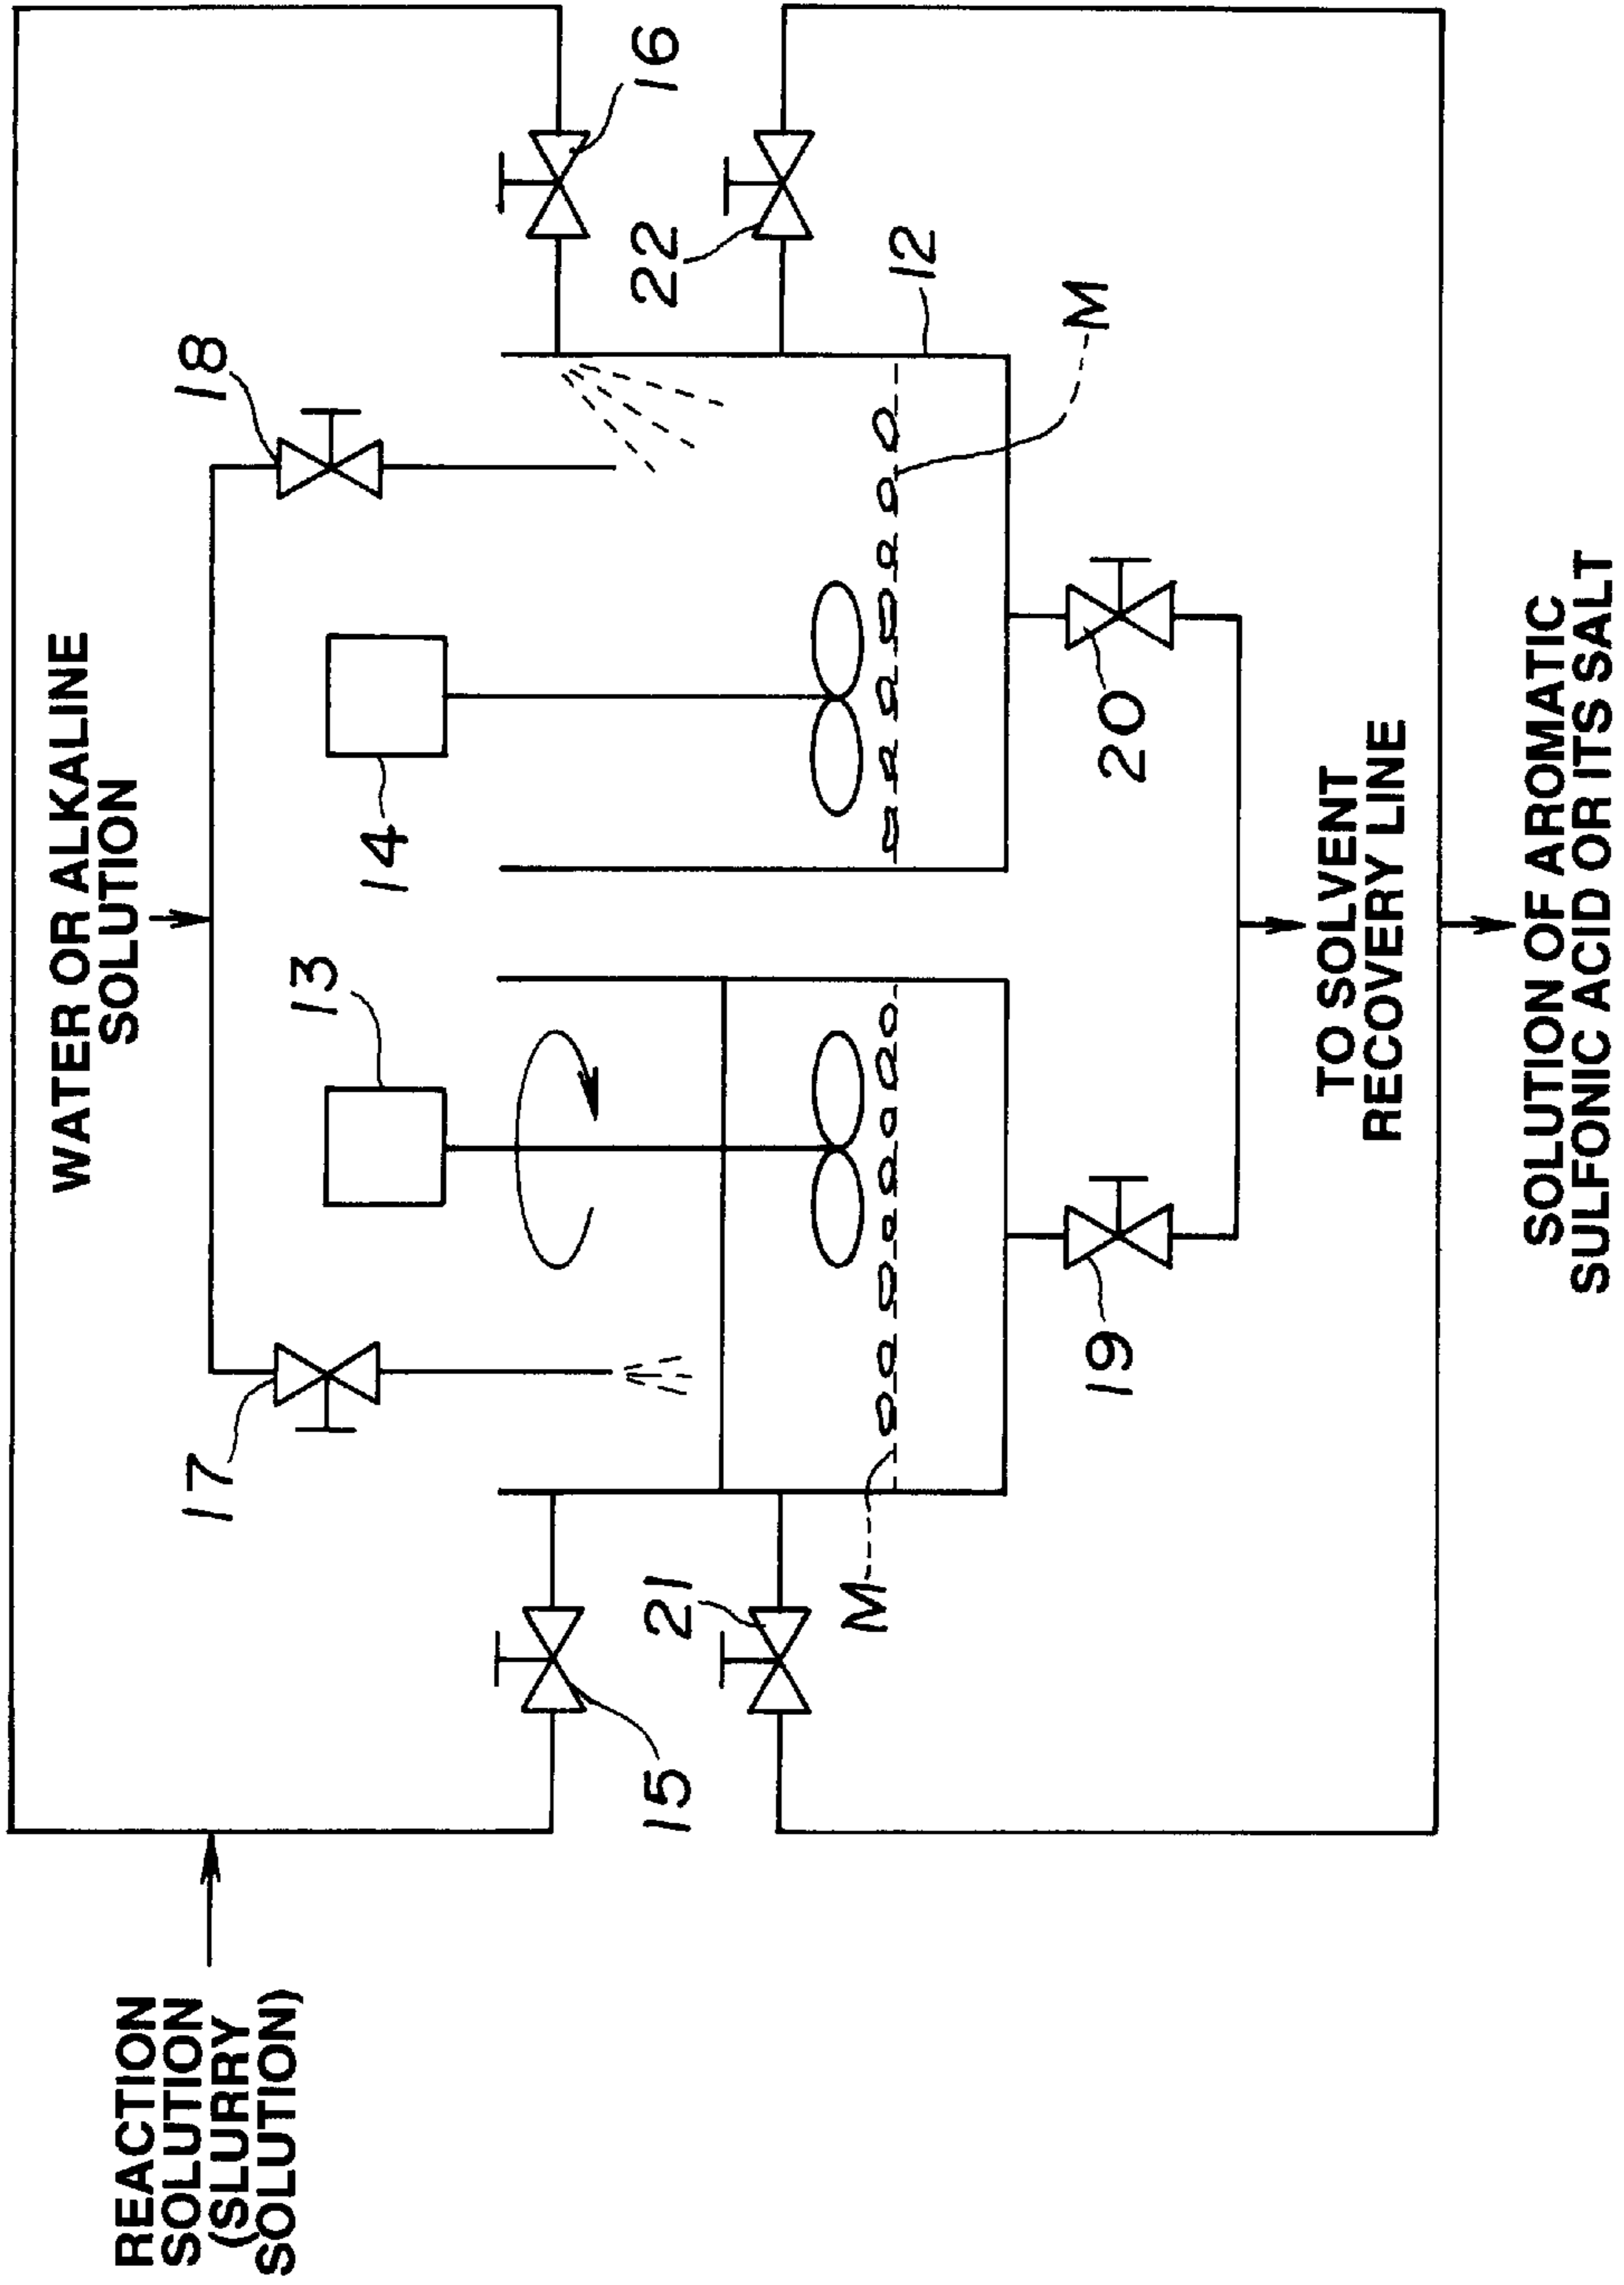 WATER OR ALKALINE
SOLUTION
REACTION
SOLUTION
(SLURRY
SOLUTION)
17
13
14
18
15
16
21
22
M
12
M
19
20
TO SOLVENT
RECOVERY LINE
SOLUTION OF AROMATIC
SULFONIC ACID OR ITS SALT